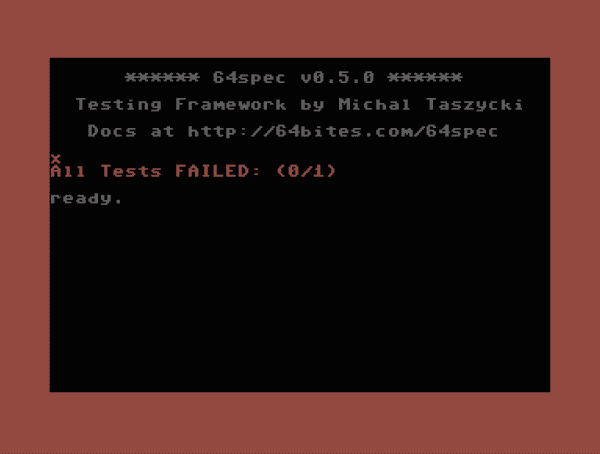 ****** 64spec v0.5.0 ******
Testing Framework by Michal Taszycki
Docs at http://64bites.com/64spec
x
All Tests FAILED: (0/1)
ready.